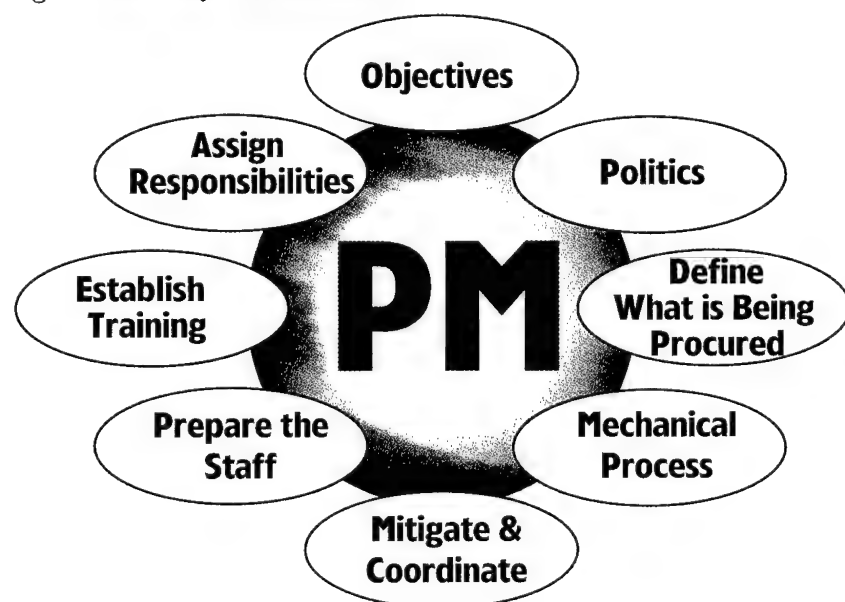 Objectives
Politics
Define
What is Being
Procured
Mechanical
Process
Mitigate &
Coordinate
Prepare the
Staff
Establish
Training
Assign
Responsibilities
PM